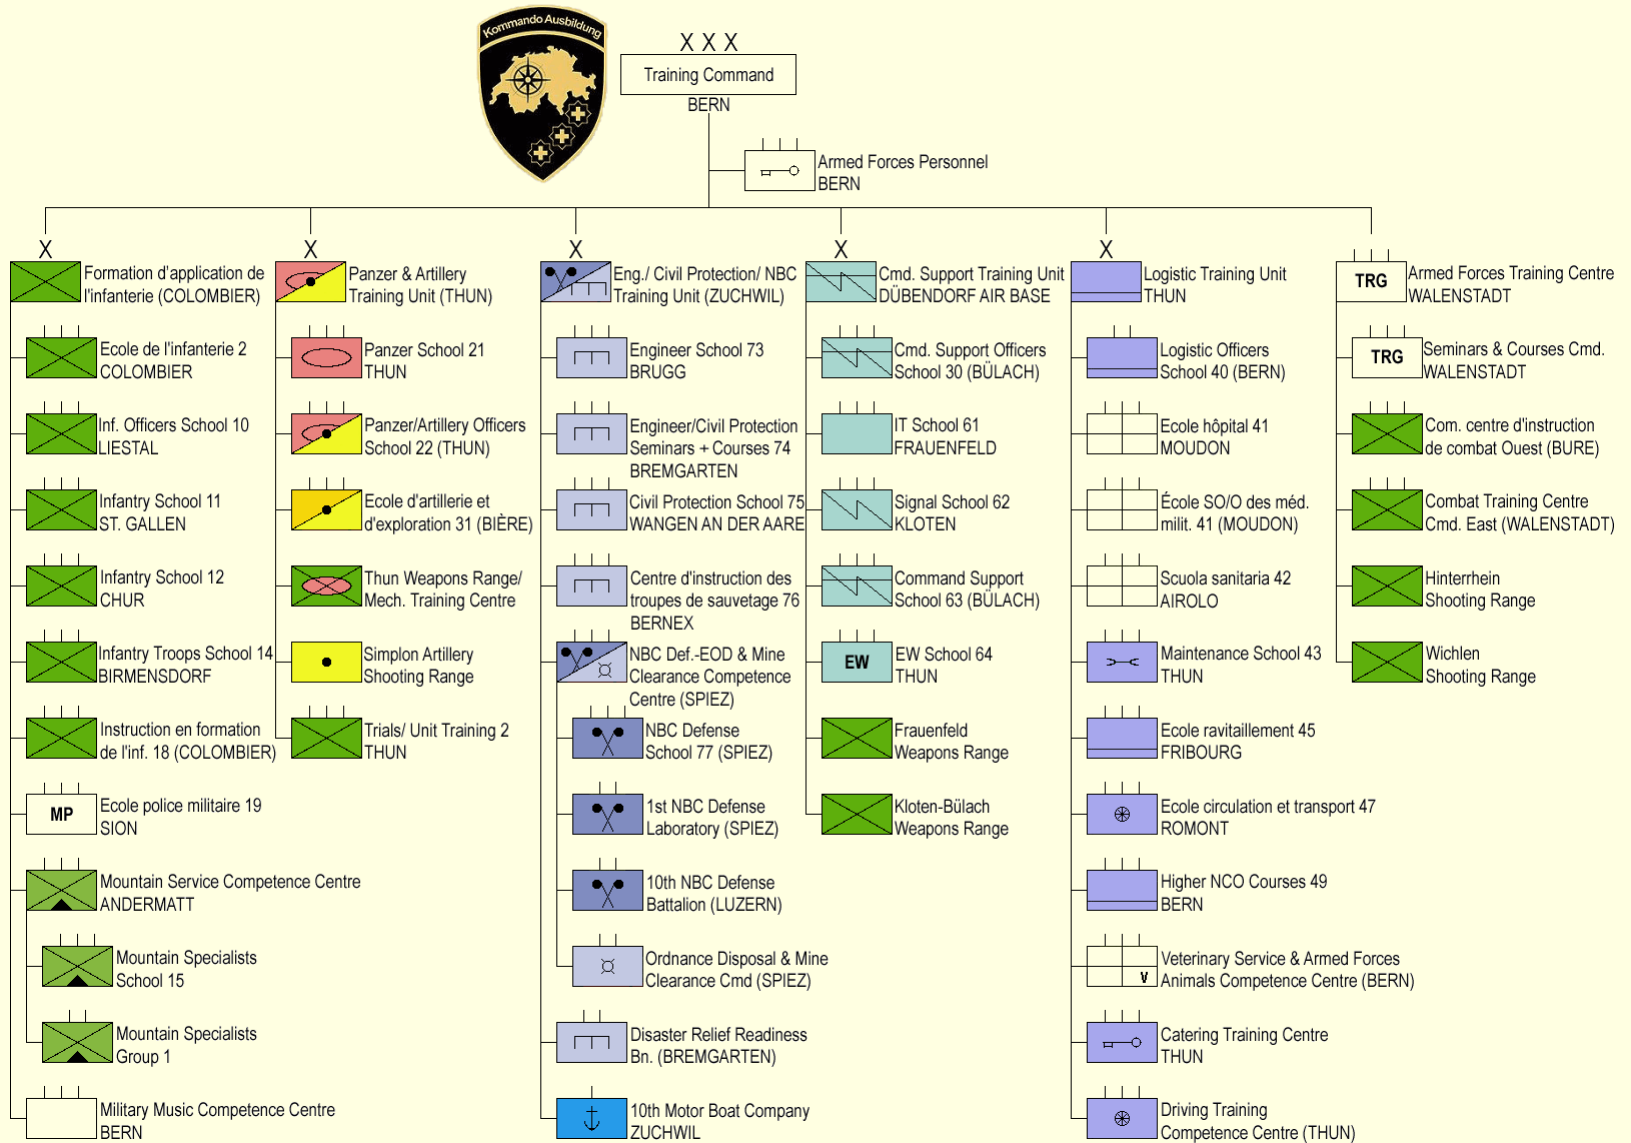 Kommando Ausbildung
X X X
Training Command
BERN
Armed Forces Personnel
BERN
X
Formation d'application de
l'infanterie (COLOMBIER)
Ecole de l'infanterie 2
COLOMBIER
Inf. Officers School 10
LIESTAL
Infantry School 11
ST. GALLEN
Infantry School 12
CHUR
Infantry Troops School 14
BIRMENSDORF
Instruction en formation
de l'inf. 18 (COLOMBIER)
MP
Ecole police militaire 19
SION
Mountain Service Competence Centre
ANDERMATT
Mountain Specialists
School 15
Mountain Specialists
Group 1
Military Music Competence Centre
BERN
X
Panzer & Artillery
Training Unit (THUN)
Panzer School 21
THUN
Panzer/Artillery Officers
School 22 (THUN)
Ecole d'artillerie et
d'exploration 31 (BIÈRE)
Thun Weapons Range/
Mech. Training Centre
Simplon Artillery
Shooting Range
Trials/ Unit Training 2
THUN
X
Eng./ Civil Protection/ NBC
Training Unit (ZUCHWIL)
Engineer School 73
BRUGG
Engineer/Civil Protection
Seminars + Courses 74
BREMGARTEN
Civil Protection School 75
WANGEN AN DER AARE
Centre d'instruction des
troupes de sauvetage 76
BERNEX
NBC Def.-EOD & Mine
Clearance Competence
Centre (SPIEZ)
NBC Defense
School 77 (SPIEZ)
1st NBC Defense
Laboratory (SPIEZ)
10th NBC Defense
Battalion (LUZERN)
Ordnance Disposal & Mine
Clearance Cmd (SPIEZ)
Disaster Relief Readiness
Bn. (BREMGARTEN)
10th Motor Boat Company
ZUCHWIL
X
Cmd. Support Training Unit
DÜBENDORF AIR BASE
Cmd. Support Officers
School 30 (BÜLACH)
IT School 61
FRAUENFELD
Signal School 62
KLOTEN
Command Support
School 63 (BÜLACH)
EW
EW School 64
THUN
Frauenfeld
Weapons Range
Kloten-Bülach
Weapons Range
X
Logistic Training Unit
THUN
Logistic Officers
School 40 (BERN)
Ecole hôpital 41
MOUDON
École SO/O des méd.
milit. 41 (MOUDON)
Scuola sanitaria 42
AIROLO
Maintenance School 43
THUN
Ecole ravitaillement 45
FRIBOURG
Ecole circulation et transport 47
ROMONT
Higher NCO Courses 49
BERN
V
Veterinary Service & Armed Forces
Animals Competence Centre (BERN)
Catering Training Centre
THUN
Driving Training
Competence Centre (THUN)
TRG
Armed Forces Training Centre
WALENSTADT
TRG
Seminars & Courses Cmd.
WALENSTADT
Com. centre d'instruction
de combat Ouest (BURE)
Combat Training Centre
Cmd. East (WALENSTADT)
Hinterrhein
Shooting Range
Wichlen
Shooting Range